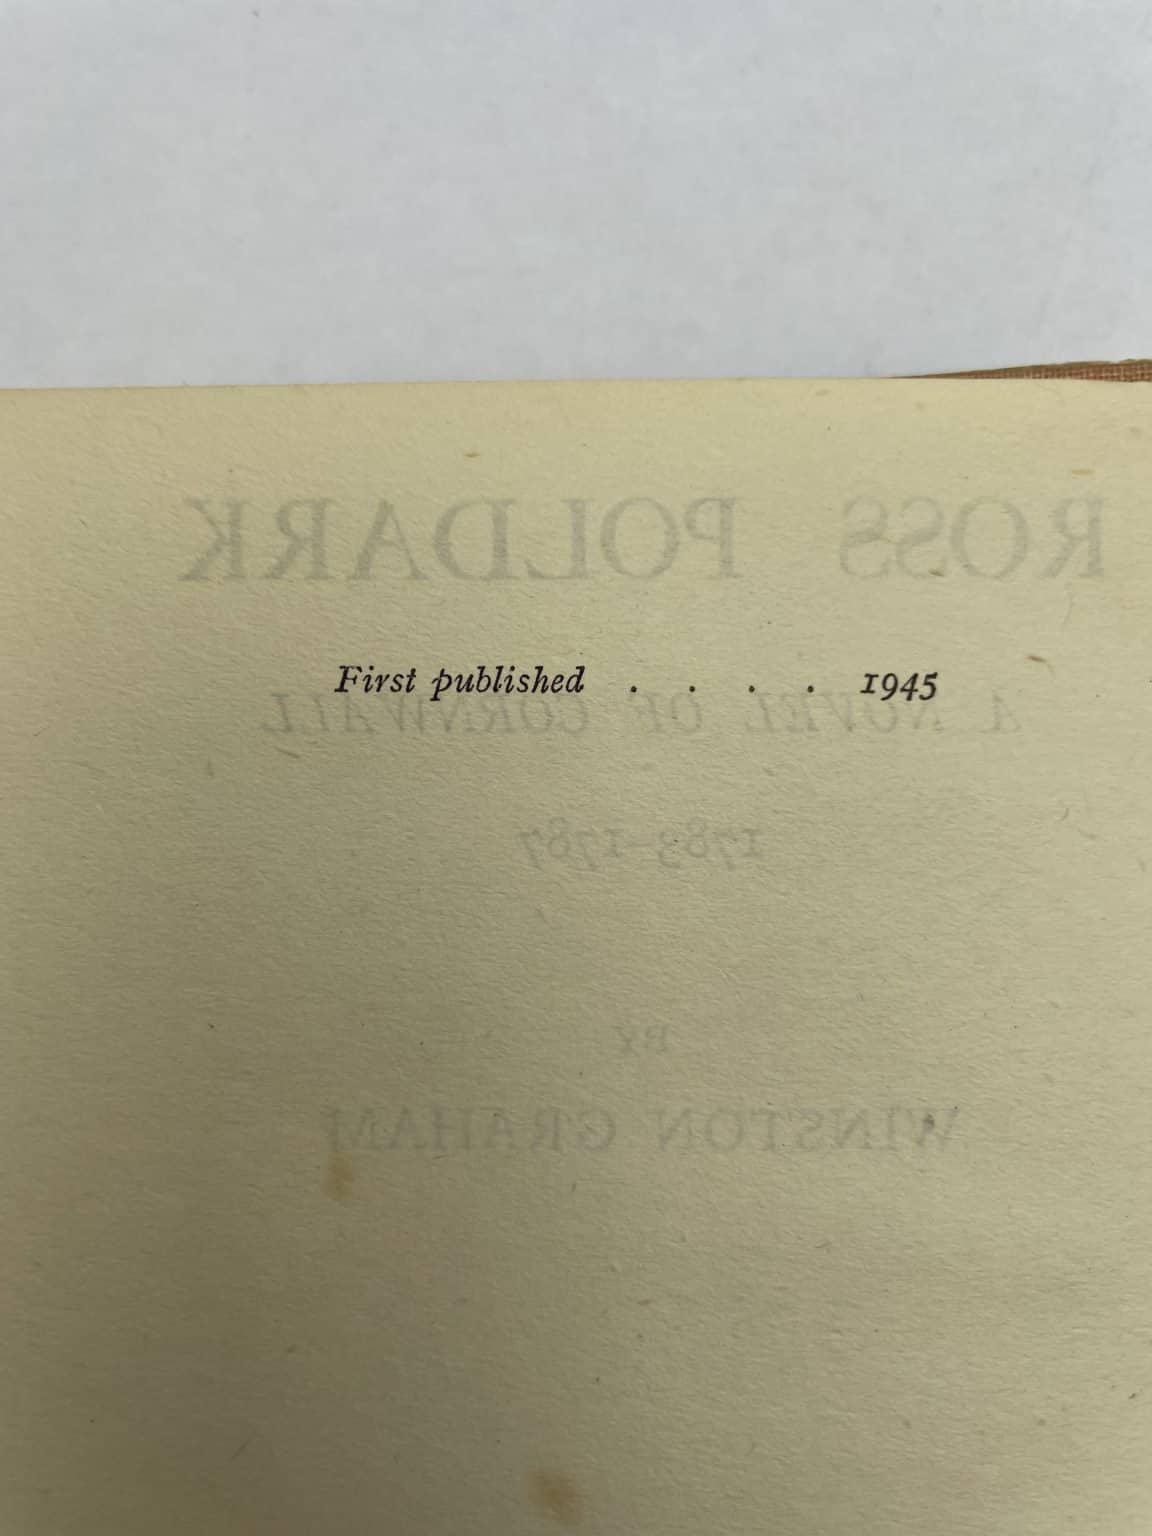 ROSS POLDARK
First published . . . . 1945
A NOVEL OF CORNWALL
1783-1787
BY
WINSTON GRAHAM